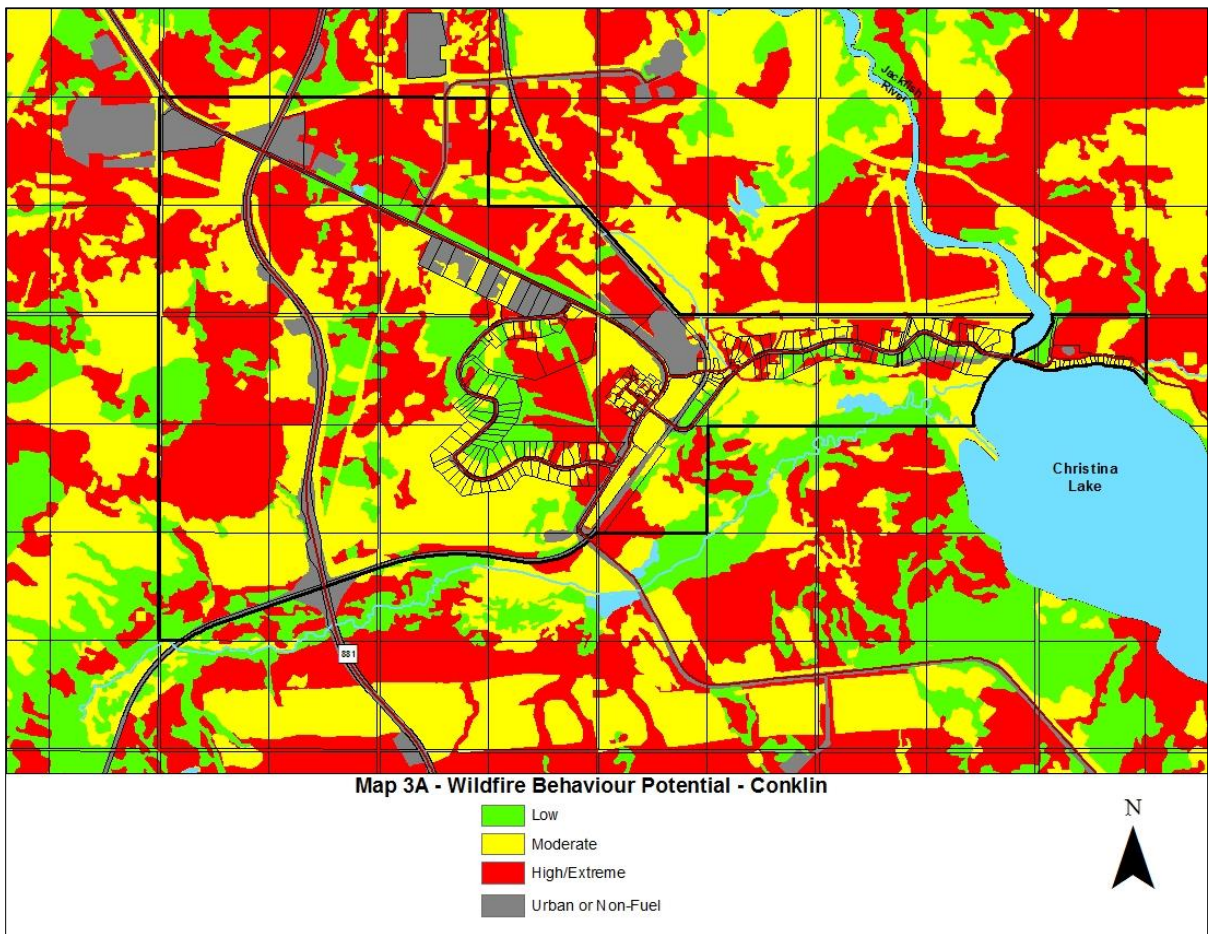 Jackfish
River
Christina
Lake
881
Map 3A - Wildfire Behaviour Potential - Conklin
Low
Moderate
High/Extreme
Urban or Non-Fuel
N